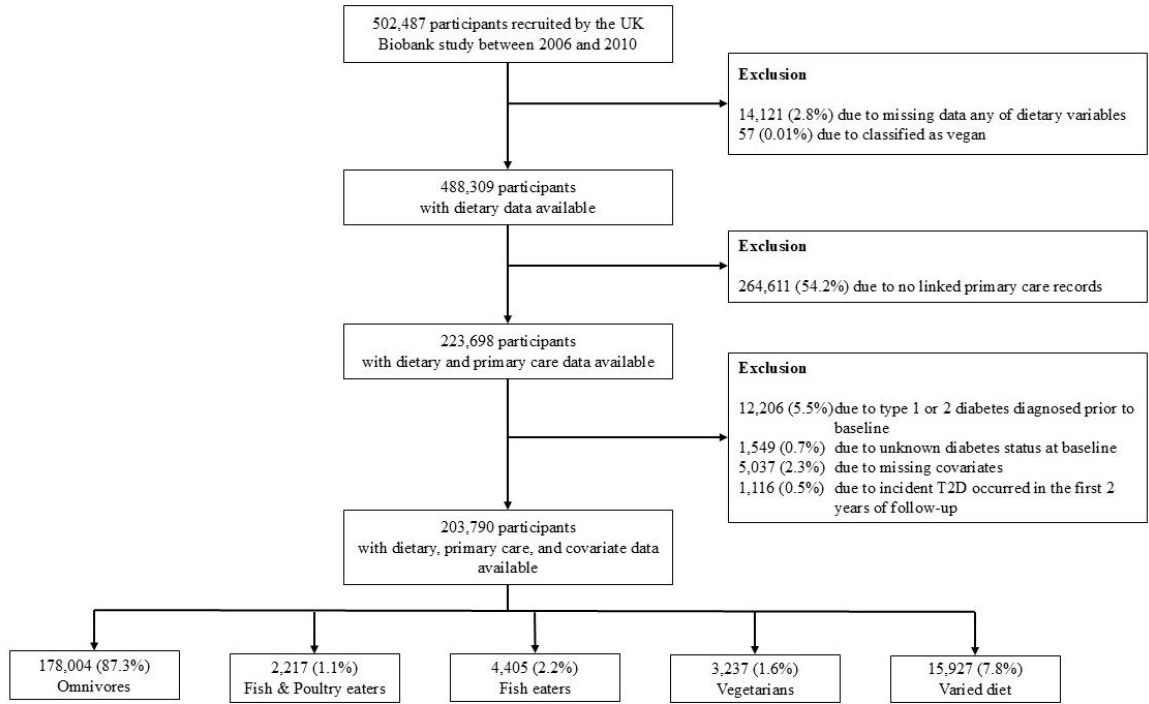 502,487 participants recruited by the UK
Biobank study between 2006 and 2010
Exclusion
14,121 (2.8%) due to missing data any of dietary variables
57 (0.01%) due to classified as vegan
488,309 participants
with dietary data available
Exclusion
264,611 (54.2%) due to no linked primary care records
223,698 participants
with dietary and primary care data available
Exclusion
12,206 (5.5%) due to type 1 or 2 diabetes diagnosed prior to
baseline
1,549 (0.7%) due to unknown diabetes status at baseline
5,037 (2.3%) due to missing covariates
1,116 (0.5%) due to incident T2D occurred in the first 2
years of follow-up
203,790 participants
with dietary, primary care, and covariate data
available
178,004 (87.3%)
Omnivores
2,217 (1.1%)
Fish & Poultry eaters
4,405 (2.2%)
Fish eaters
3,237 (1.6%)
Vegetarians
15,927 (7.8%)
Varied diet